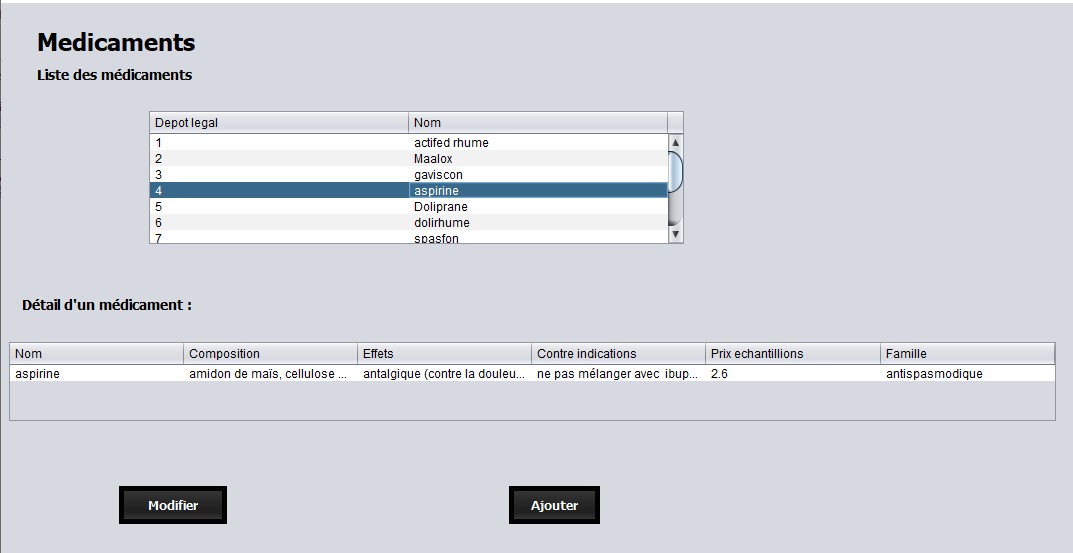 Medicaments
Liste des médicaments
Depot legal Nom
1 actifed rhume
2 Maalox
3 gaviscon
4 aspirine
5 Doliprane
6 dolirhume
7 spasfon
Détail d'un médicament :
Nom Composition Effets Contre indications Prix echantillions Famille
aspirine amidon de maïs, cellulose ... antalgique (contre la douleu... ne pas mélanger avec ibup... 2.6 antispasmodique
Modifier Ajouter